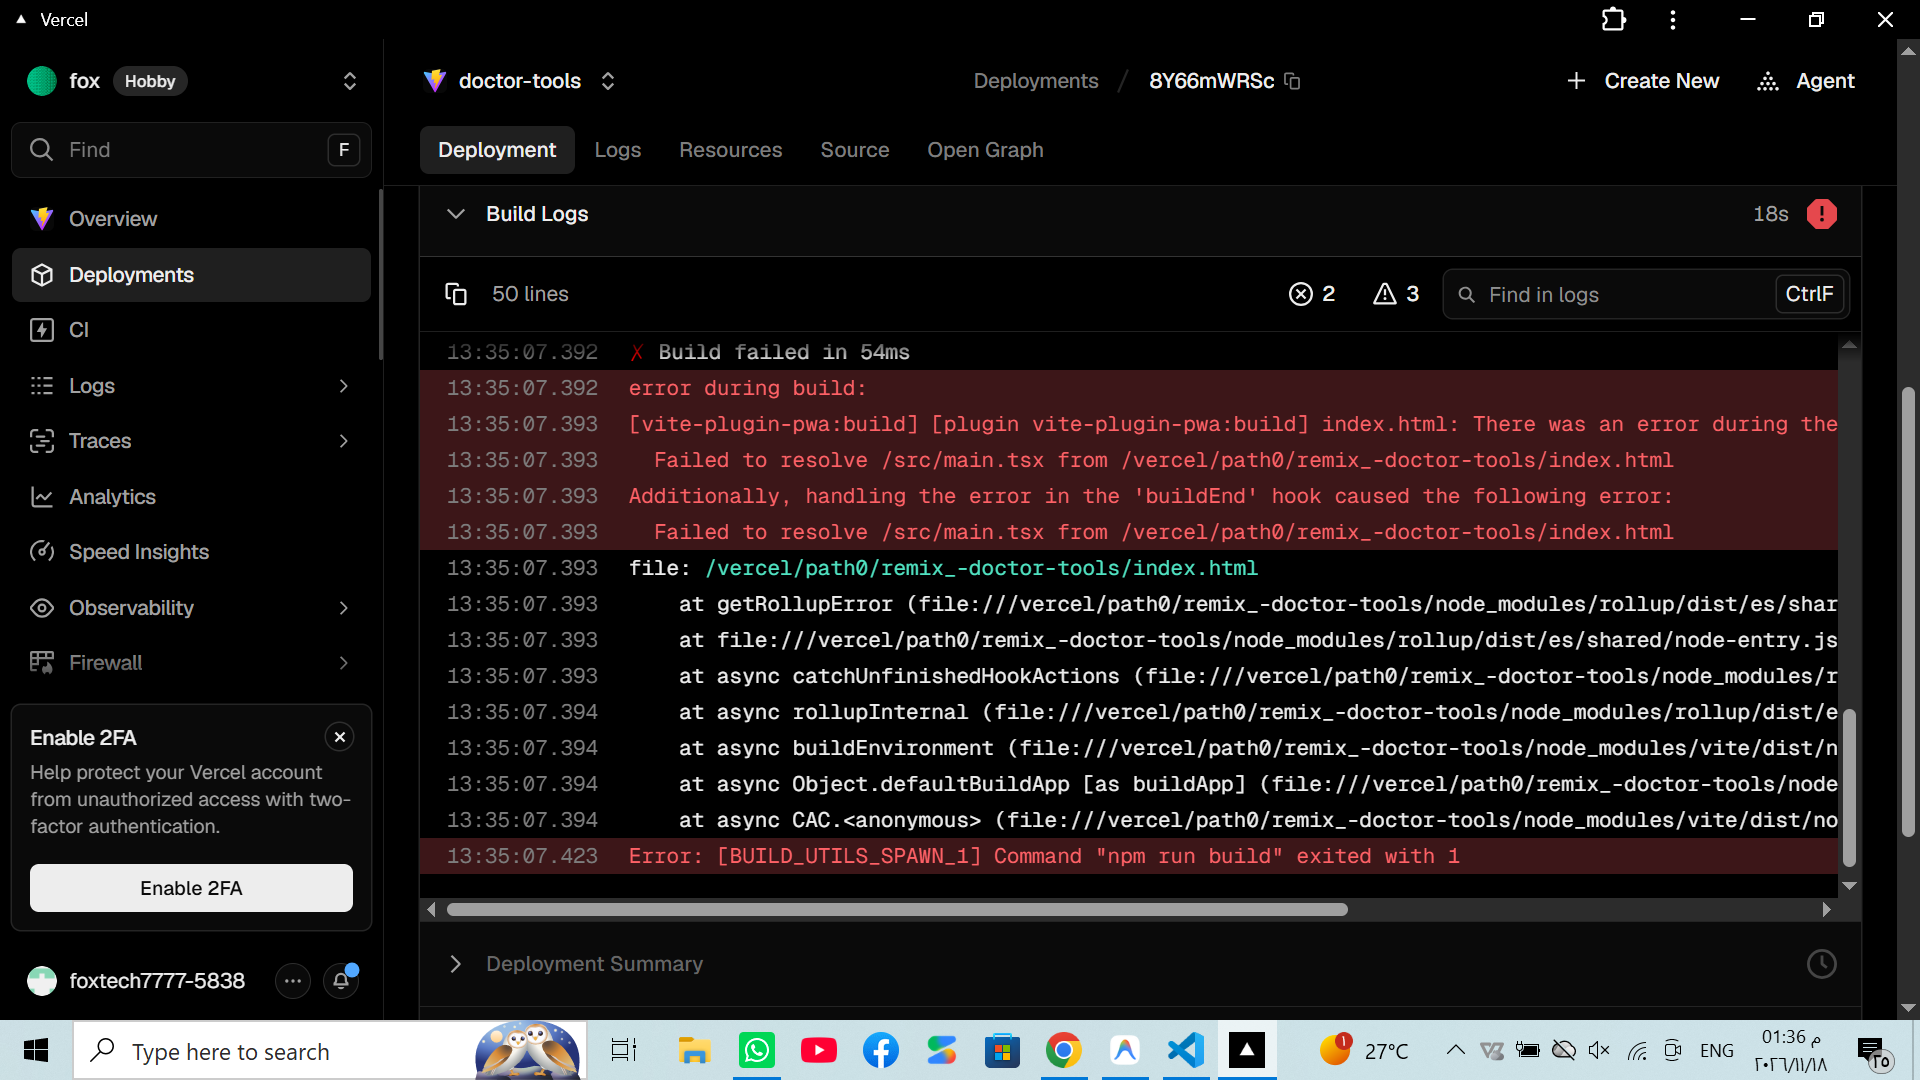 Vercel
fox Hobby
doctor-tools
Deployments / 8Y66mWRSc
Create New
Agent
Find F
Deployment Logs Resources Source Open Graph
Overview
Deployments
CI
Logs
Traces
Analytics
Speed Insights
Observability
Firewall
Enable 2FA
Help protect your Vercel account
from unauthorized access with two-
factor authentication.
Enable 2FA
foxtech7777-5838
Build Logs 18s
50 lines 2 3 Find in logs CtrlF
13:35:07.392 ✗ Build failed in 54ms
13:35:07.392 error during build:
13:35:07.393 [vite-plugin-pwa:build] [plugin vite-plugin-pwa:build] index.html: There was an error during the
13:35:07.393 Failed to resolve /src/main.tsx from /vercel/path0/remix_-doctor-tools/index.html
13:35:07.393 Additionally, handling the error in the 'buildEnd' hook caused the following error:
13:35:07.393 Failed to resolve /src/main.tsx from /vercel/path0/remix_-doctor-tools/index.html
13:35:07.393 file: /vercel/path0/remix_-doctor-tools/index.html
13:35:07.393 at getRollupError (file:///vercel/path0/remix_-doctor-tools/node_modules/rollup/dist/es/shar
13:35:07.393 at file:///vercel/path0/remix_-doctor-tools/node_modules/rollup/dist/es/shared/node-entry.js
13:35:07.393 at async catchUnfinishedHookActions (file:///vercel/path0/remix_-doctor-tools/node_modules/r
13:35:07.394 at async rollupInternal (file:///vercel/path0/remix_-doctor-tools/node_modules/rollup/dist/e
13:35:07.394 at async buildEnvironment (file:///vercel/path0/remix_-doctor-tools/node_modules/vite/dist/n
13:35:07.394 at async Object.defaultBuildApp [as buildApp] (file:///vercel/path0/remix_-doctor-tools/node
13:35:07.394 at async CAC.<anonymous> (file:///vercel/path0/remix_-doctor-tools/node_modules/vite/dist/no
13:35:07.423 Error: [BUILD_UTILS_SPAWN_1] Command "npm run build" exited with 1
Deployment Summary
Type here to search
1
27°C
ENG
01:36 م
٢٥